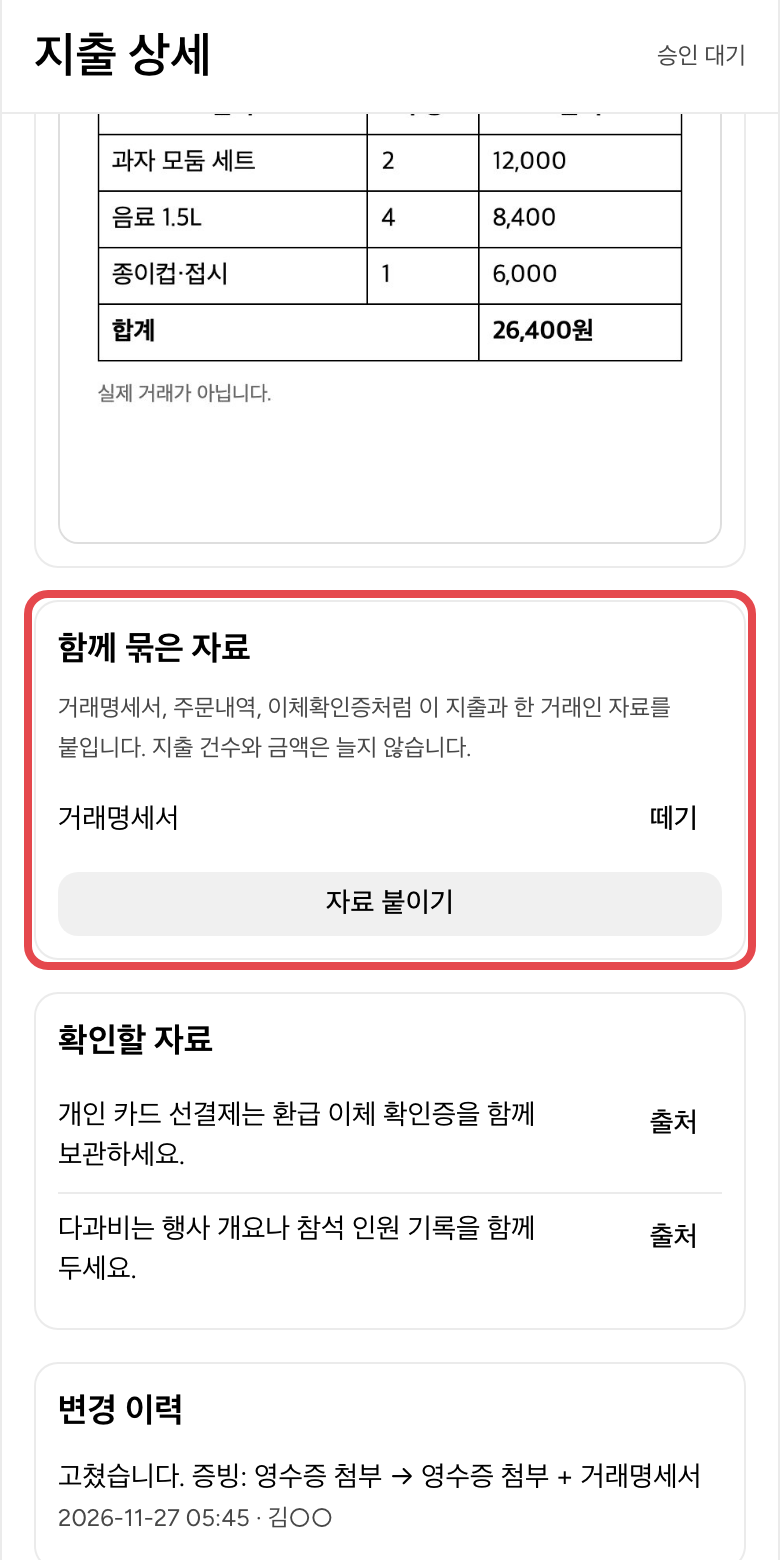 지출 상세
승인 대기
과자 모둠 세트 2 12,000
음료 1.5L 4 8,400
종이컵·접시 1 6,000
합계 26,400원
실제 거래가 아닙니다.
함께 묶은 자료
거래명세서, 주문내역, 이체확인증처럼 이 지출과 한 거래인 자료를
붙입니다. 지출 건수와 금액은 늘지 않습니다.
거래명세서 떼기
자료 붙이기
확인할 자료
개인 카드 선결제는 환급 이체 확인증을 함께
보관하세요.
출처
다과비는 행사 개요나 참석 인원 기록을 함께
두세요.
출처
변경 이력
고쳤습니다. 증빙: 영수증 첨부 → 영수증 첨부 + 거래명세서
2026-11-27 05:45 · 김○○